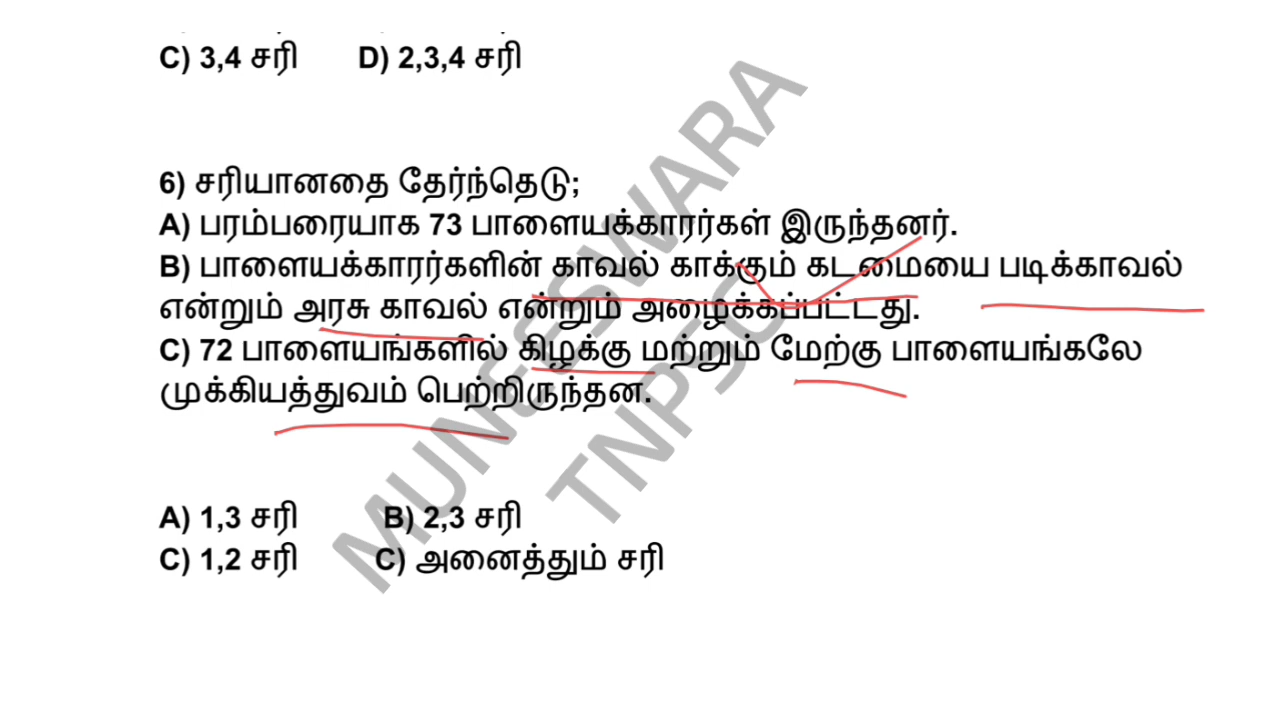 C) 3,4 சரி D) 2,3,4 சரி
6) சரியானதை தேர்ந்தெடு;
A) பரம்பரையாக 73 பாளையக்காரர்கள் இருந்தனர்.
B) பாளையக்காரர்களின் காவல் காக்கும் கடமையை படிக்காவல்
என்றும் அரசு காவல் என்றும் அழைக்கப்பட்டது.
C) 72 பாளையங்களில் கிழக்கு மற்றும் மேற்கு பாளையங்கலே
முக்கியத்துவம் பெற்றிருந்தன.
A) 1,3 சரி B) 2,3 சரி
C) 1,2 சரி C) அனைத்தும் சரி
MUNEESWARA
TNPSC